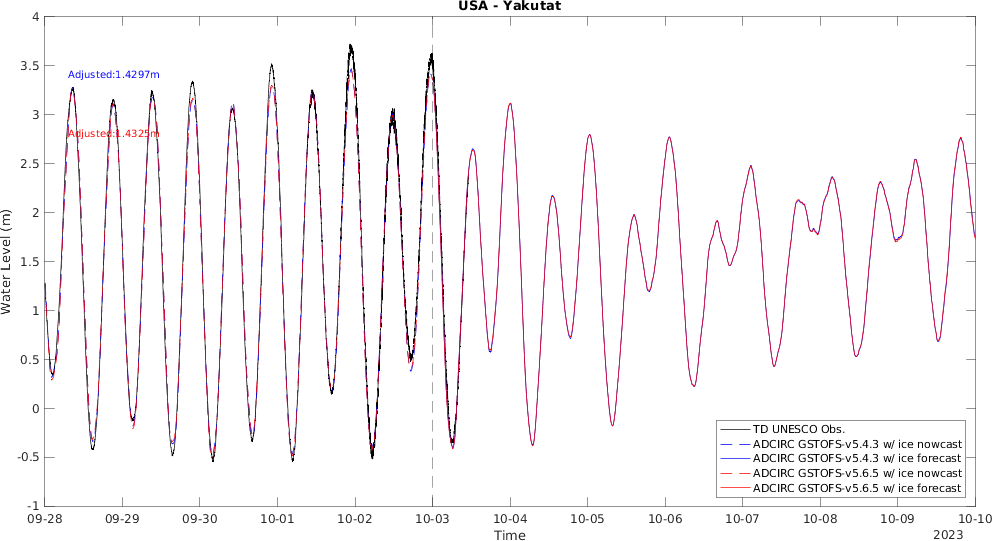 USA - Yakutat
4
3.5
3
2.5
2
1.5
1
0.5
0
-0.5
-1
Water Level (m)
Adjusted:1.4297m
Adjusted:1.4325m
TD UNESCO Obs.
ADCIRC GSTOFS-v5.4.3 w/ ice nowcast
ADCIRC GSTOFS-v5.4.3 w/ ice forecast
ADCIRC GSTOFS-v5.6.5 w/ ice nowcast
ADCIRC GSTOFS-v5.6.5 w/ ice forecast
09-28 09-29 09-30 10-01 10-02 10-03 10-04 10-05 10-06 10-07 10-08 10-09 10-10
Time
2023